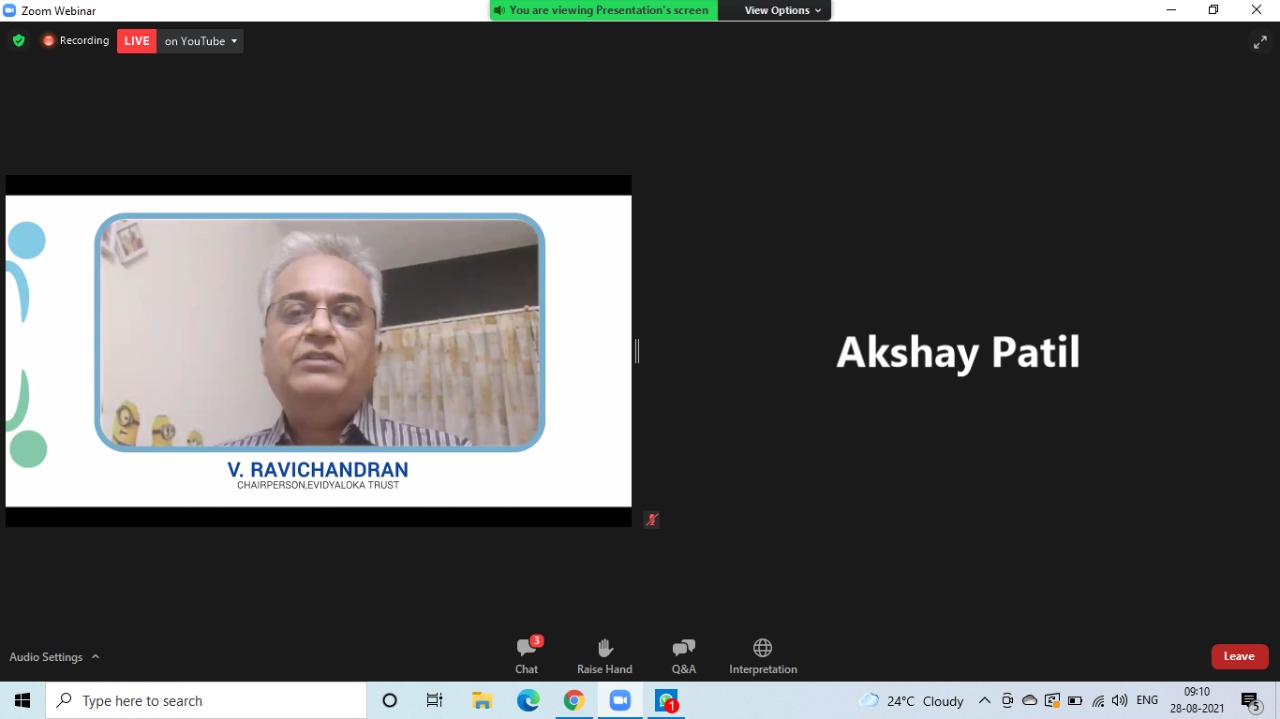 Zoom Webinar
You are viewing Presentation's screen
View Options
Recording
LIVE
on YouTube
Akshay Patil
V. RAVICHANDRAN
CHAIRPERSON,EVIDYALOKA TRUST
Audio Settings
3
Chat
Raise Hand
Q&A
Interpretation
Leave
Type here to search
1
24°C Cloudy
ENG
09:10
28-08-2021
5